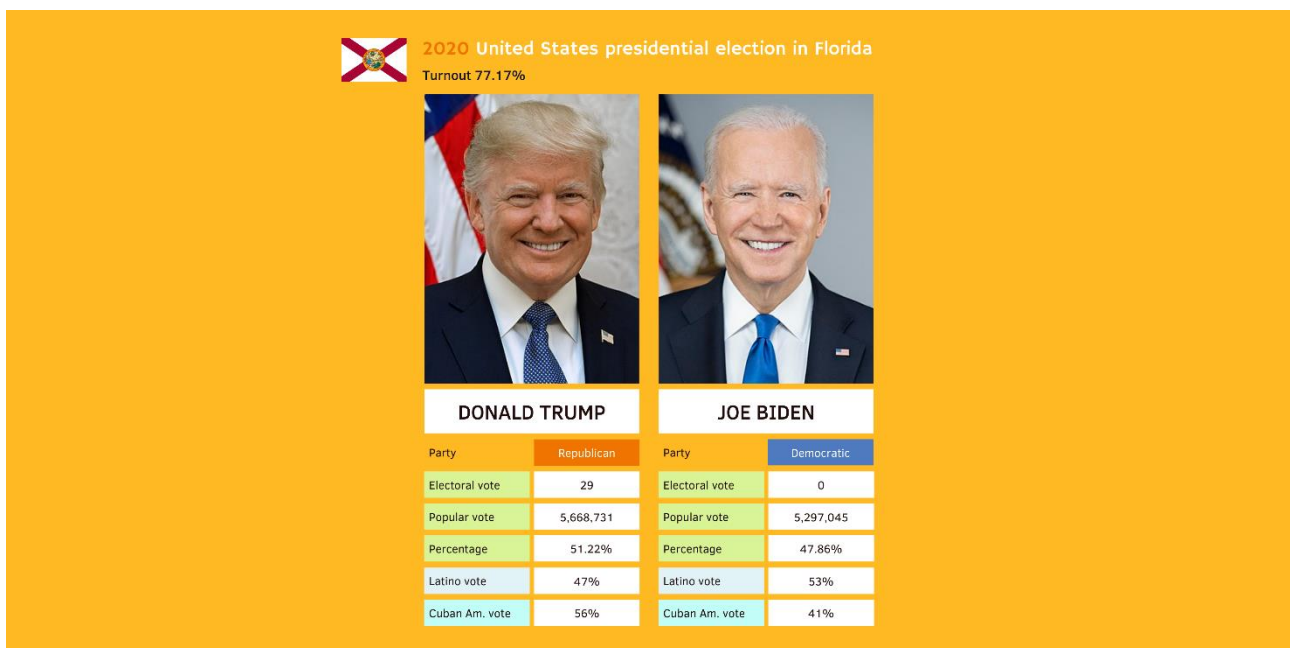 2020 United States presidential election in Florida
Turnout 77.17%
DONALD TRUMP
JOE BIDEN
Party Republican Party Democratic
Electoral vote 29 Electoral vote 0
Popular vote 5,668,731 Popular vote 5,297,045
Percentage 51.22% Percentage 47.86%
Latino vote 47% Latino vote 53%
Cuban Am. vote 56% Cuban Am. vote 41%